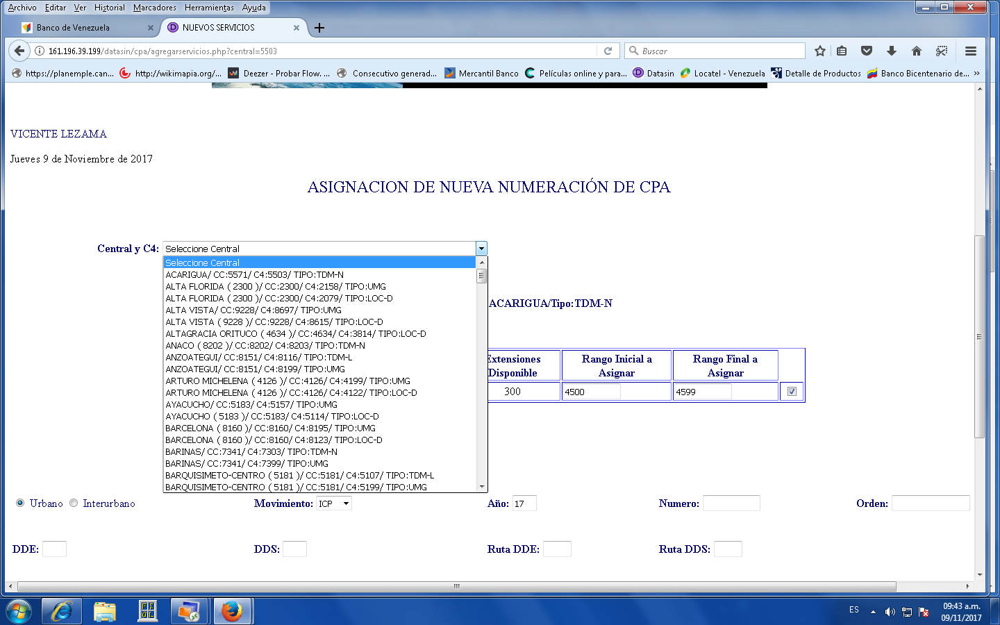 Archivo Editar Ver Historial Marcadores Herramientas Ayuda
Banco de Venezuela
NUEVOS SERVICIOS
161.196.39.199/datasin/cpa/agregarservicios.php?central=5503
Buscar
https://planemple.can...
http://wikimapia.org/...
Deezer - Probar Flow. ...
Consecutivo generad...
Mercantil Banco
Películas online y para...
Datasin
Locatel - Venezuela
Detalle de Productos
Banco Bicentenario de...
VICENTE LEZAMA
Jueves 9 de Noviembre de 2017
ASIGNACION DE NUEVA NUMERACIÓN DE CPA
Central y C4: Seleccione Central
Seleccione Central
ACARIGUA/ CC:5571/ C4:5503/ TIPO:TDM-N
ALTA FLORIDA ( 2300 )/ CC:2300/ C4:2158/ TIPO:UMG
ALTA FLORIDA ( 2300 )/ CC:2300/ C4:2079/ TIPO:LOC-D
ALTA VISTA/ CC:9228/ C4:8697/ TIPO:UMG
ALTA VISTA ( 9228 )/ CC:9228/ C4:8615/ TIPO:LOC-D
ALTAGRACIA ORITUCO ( 4634 )/ CC:4634/ C4:3814/ TIPO:LOC-D
ANACO ( 8202 )/ CC:8202/ C4:8203/ TIPO:TDM-N
ANZOATEGUI/ CC:8151/ C4:8116/ TIPO:TDM-L
ANZOATEGUI/ CC:8151/ C4:8199/ TIPO:UMG
ARTURO MICHELENA ( 4126 )/ CC:4126/ C4:4199/ TIPO:UMG
ARTURO MICHELENA ( 4126 )/ CC:4126/ C4:4122/ TIPO:LOC-D
AYACUCHO/ CC:5183/ C4:5157/ TIPO:UMG
AYACUCHO ( 5183 )/ CC:5183/ C4:5114/ TIPO:LOC-D
BARCELONA ( 8160 )/ CC:8160/ C4:8195/ TIPO:UMG
BARCELONA ( 8160 )/ CC:8160/ C4:8123/ TIPO:LOC-D
BARINAS/ CC:7341/ C4:7303/ TIPO:TDM-N
BARINAS/ CC:7341/ C4:7399/ TIPO:UMG
BARQUISIMETO-CENTRO ( 5181 )/ CC:5181/ C4:5107/ TIPO:TDM-L
BARQUISIMETO-CENTRO ( 5181 )/ CC:5181/ C4:5199/ TIPO:UMG
ACARIGUA/Tipo:TDM-N
Extensiones
Disponible
Rango Inicial a
Asignar
Rango Final a
Asignar
300
4500
4599
Urbano Interurbano
Movimiento: ICP
Año: 17
Numero:
Orden:
DDE:
DDS:
Ruta DDE:
Ruta DDS:
ES
09:43 a.m.
09/11/2017